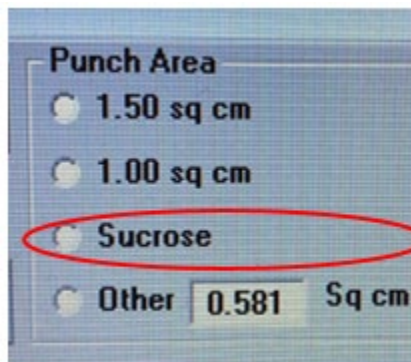 Punch Area
1.50 sq cm
1.00 sq cm
Sucrose
Other 0.581 Sq cm